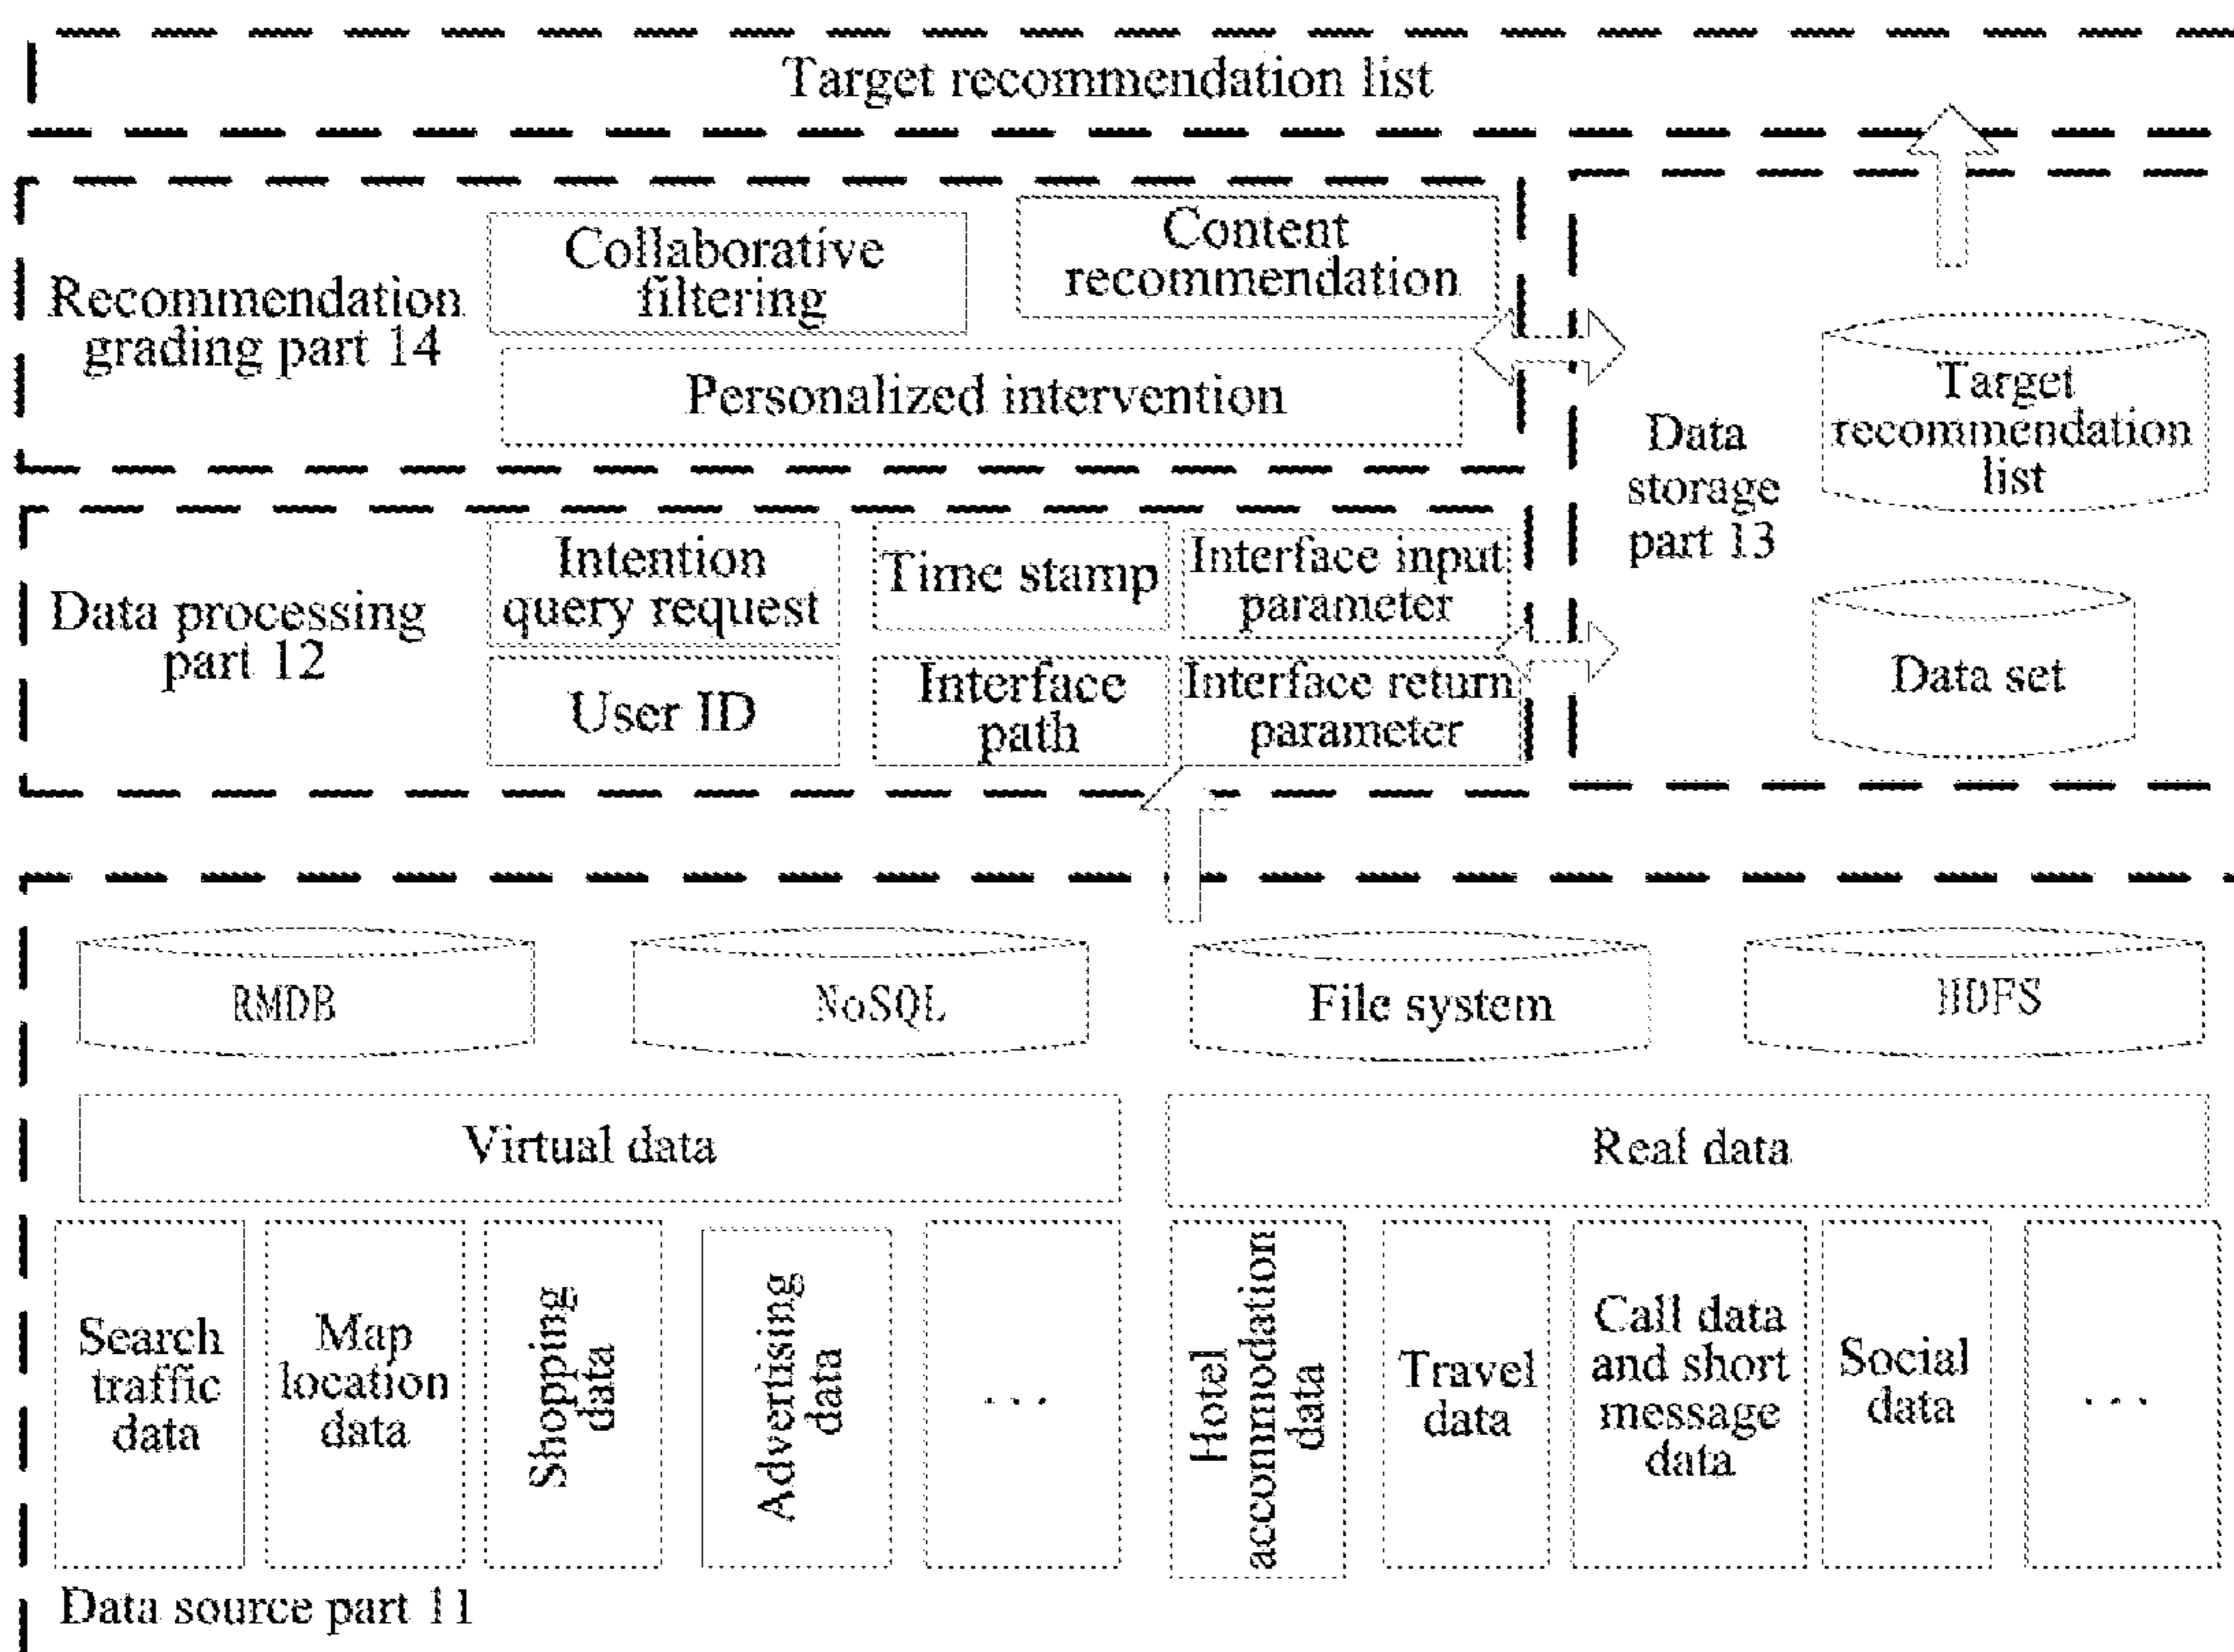 Target recommendation list
Recommendation
grading part 14
Collaborative
filtering
Content
recommendation
Personalized intervention
Data
storage
part 13
Target
recommendation
list
Data processing
part 12
Intention
query request
Time stamp
Interface input
parameter
User ID
Interface
path
Interface return
parameter
Data set
RMDB
NoSQL
File system
HDFS
Virtual data
Real data
Search
traffic
data
Map
location
data
Shopping
data
Advertising
data
...
Hotel
accommodation
data
Travel
data
Call data
and short
message
data
Social
data
...
Data source part 11